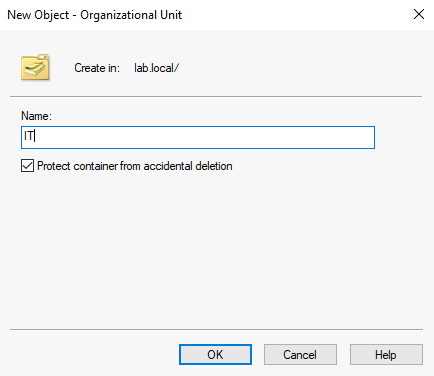 New Object - Organizational Unit
Create in: lab.local/
Name:
IT
Protect container from accidental deletion
OK Cancel Help